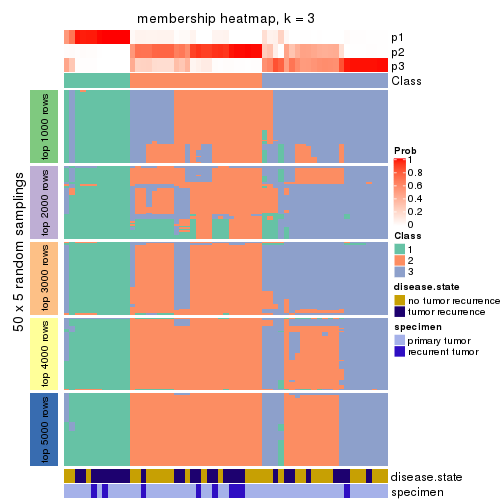 membership heatmap, k = 3
p1
p2
p3
Class
50 x 5 random samplings
top 1000 rows
top 2000 rows
top 3000 rows
top 4000 rows
top 5000 rows
Prob
1
0.8
0.6
0.4
0.2
0
Class
1
2
3
disease.state
no tumor recurrence
tumor recurrence
specimen
primary tumor
recurrent tumor
disease.state
specimen